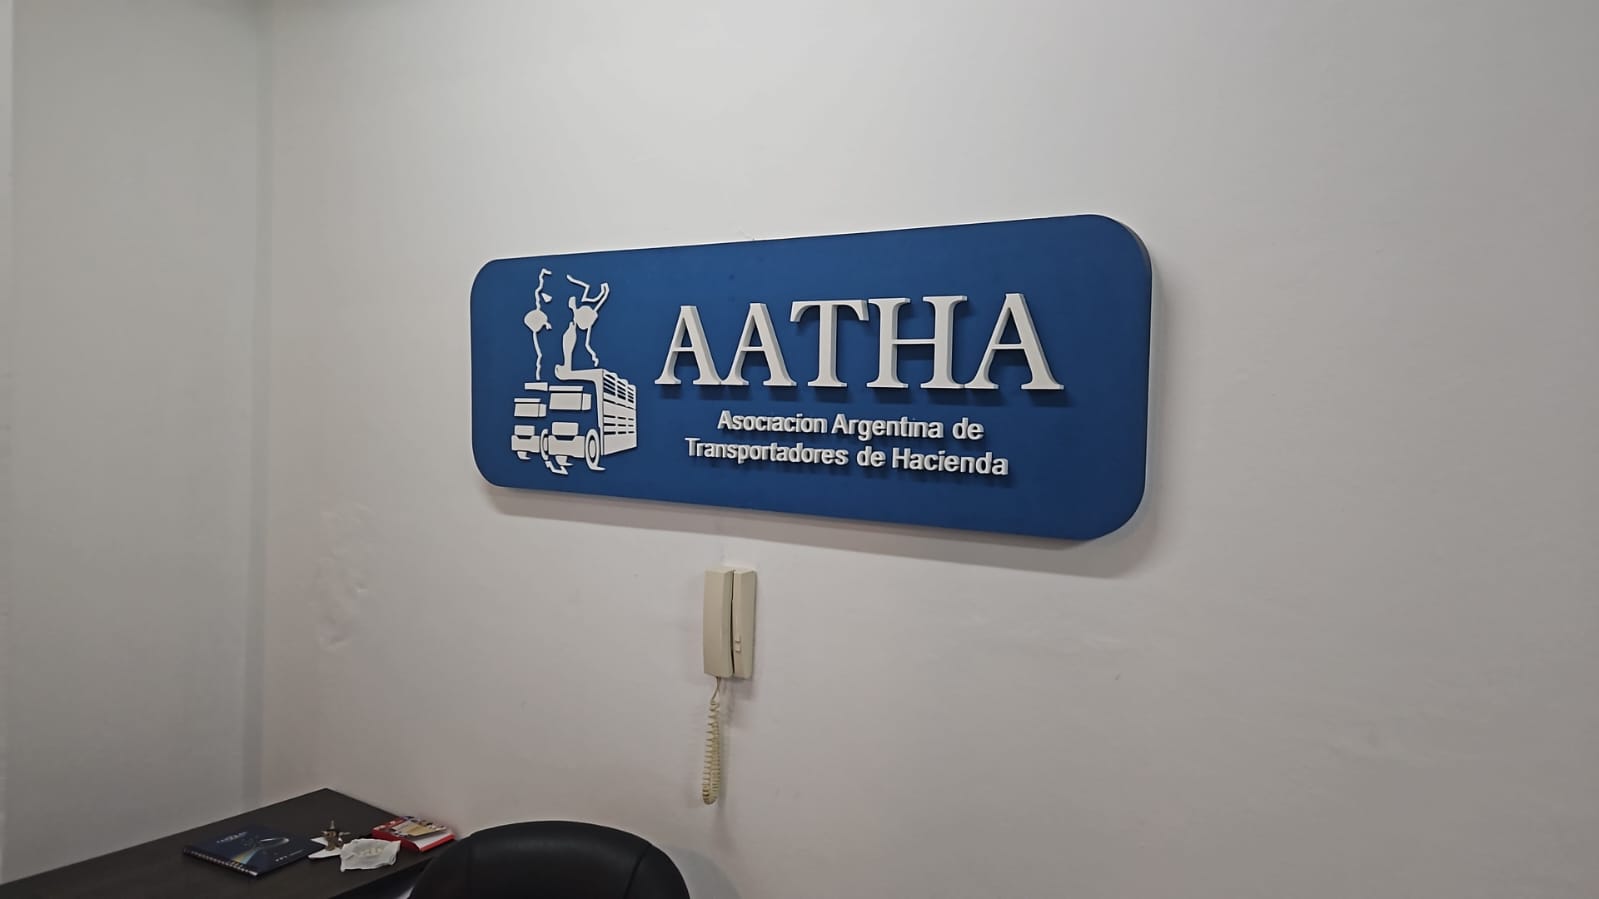 AATHA
Asociacion Argentina de
Transportadores de Hacienda